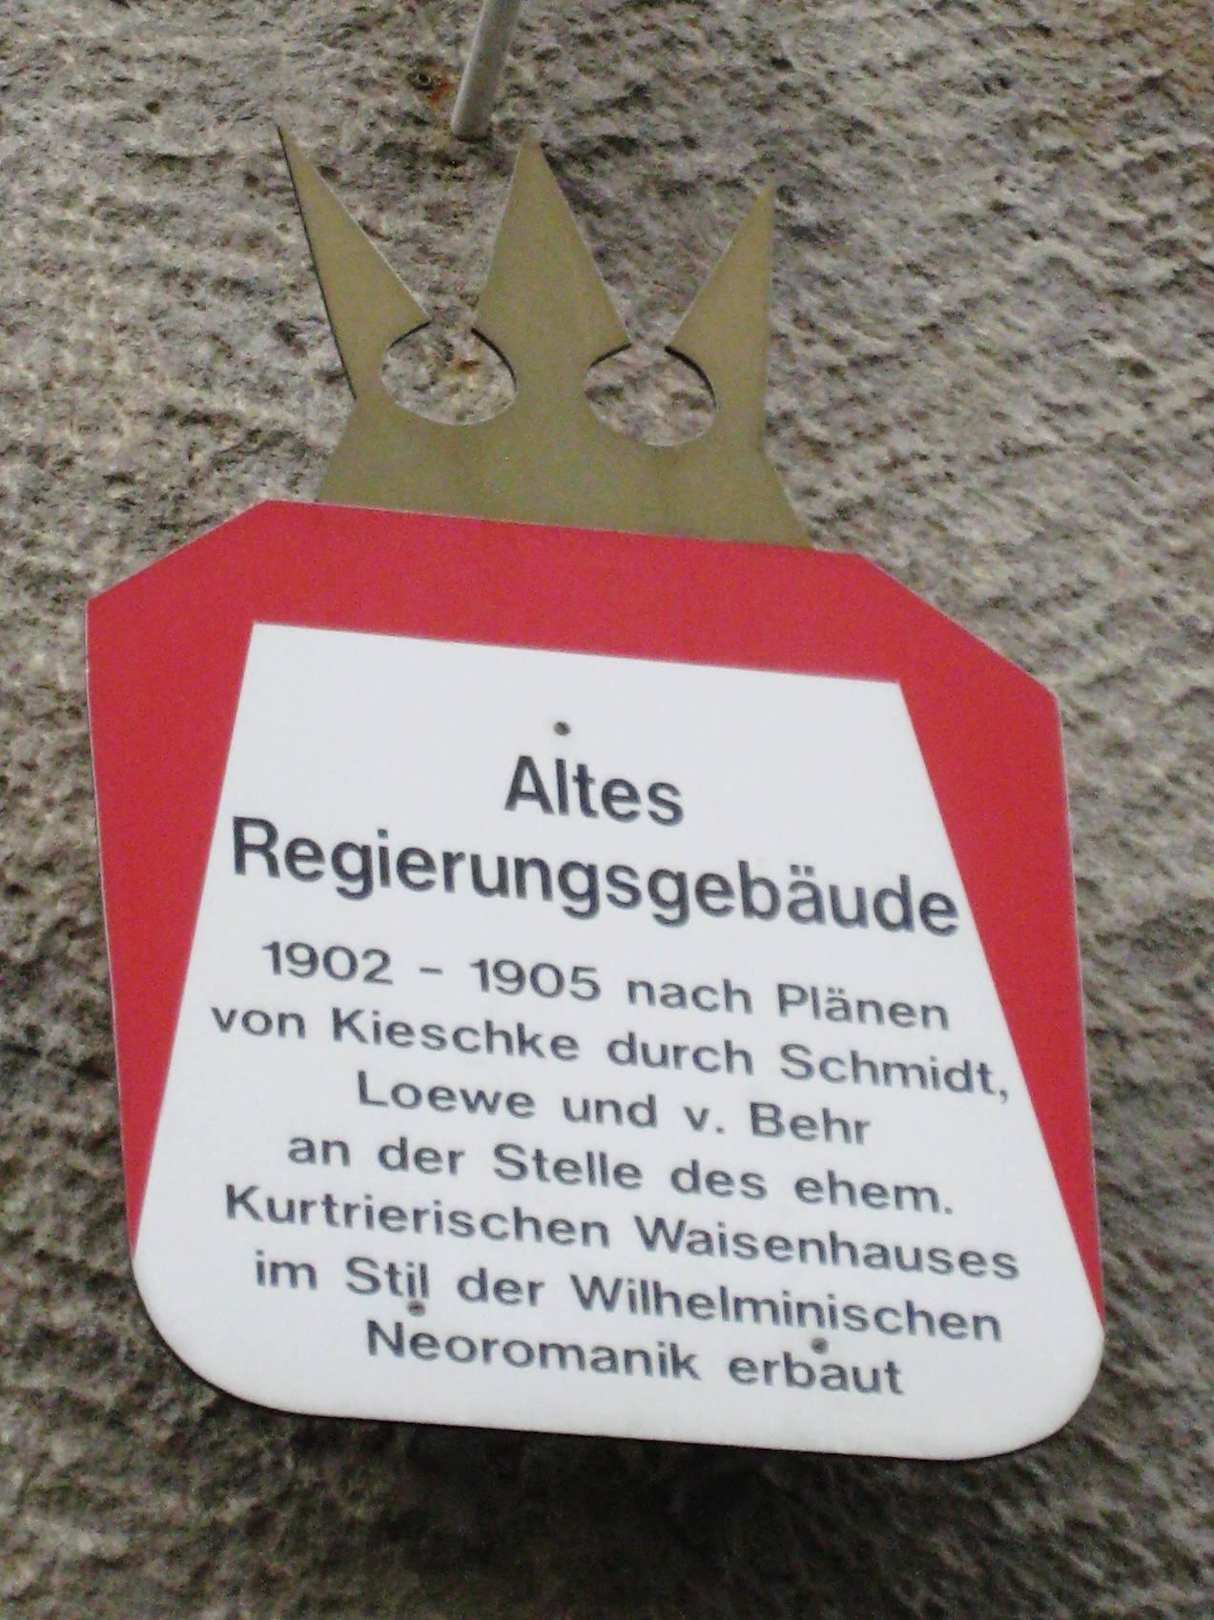 Altes
Regierungsgebäude
1902 - 1905 nach Plänen
von Kieschke durch Schmidt,
Loewe und v. Behr
an der Stelle des ehem.
Kurtrierischen Waisenhauses
im Stil der Wilhelminischen
Neoromanik erbaut